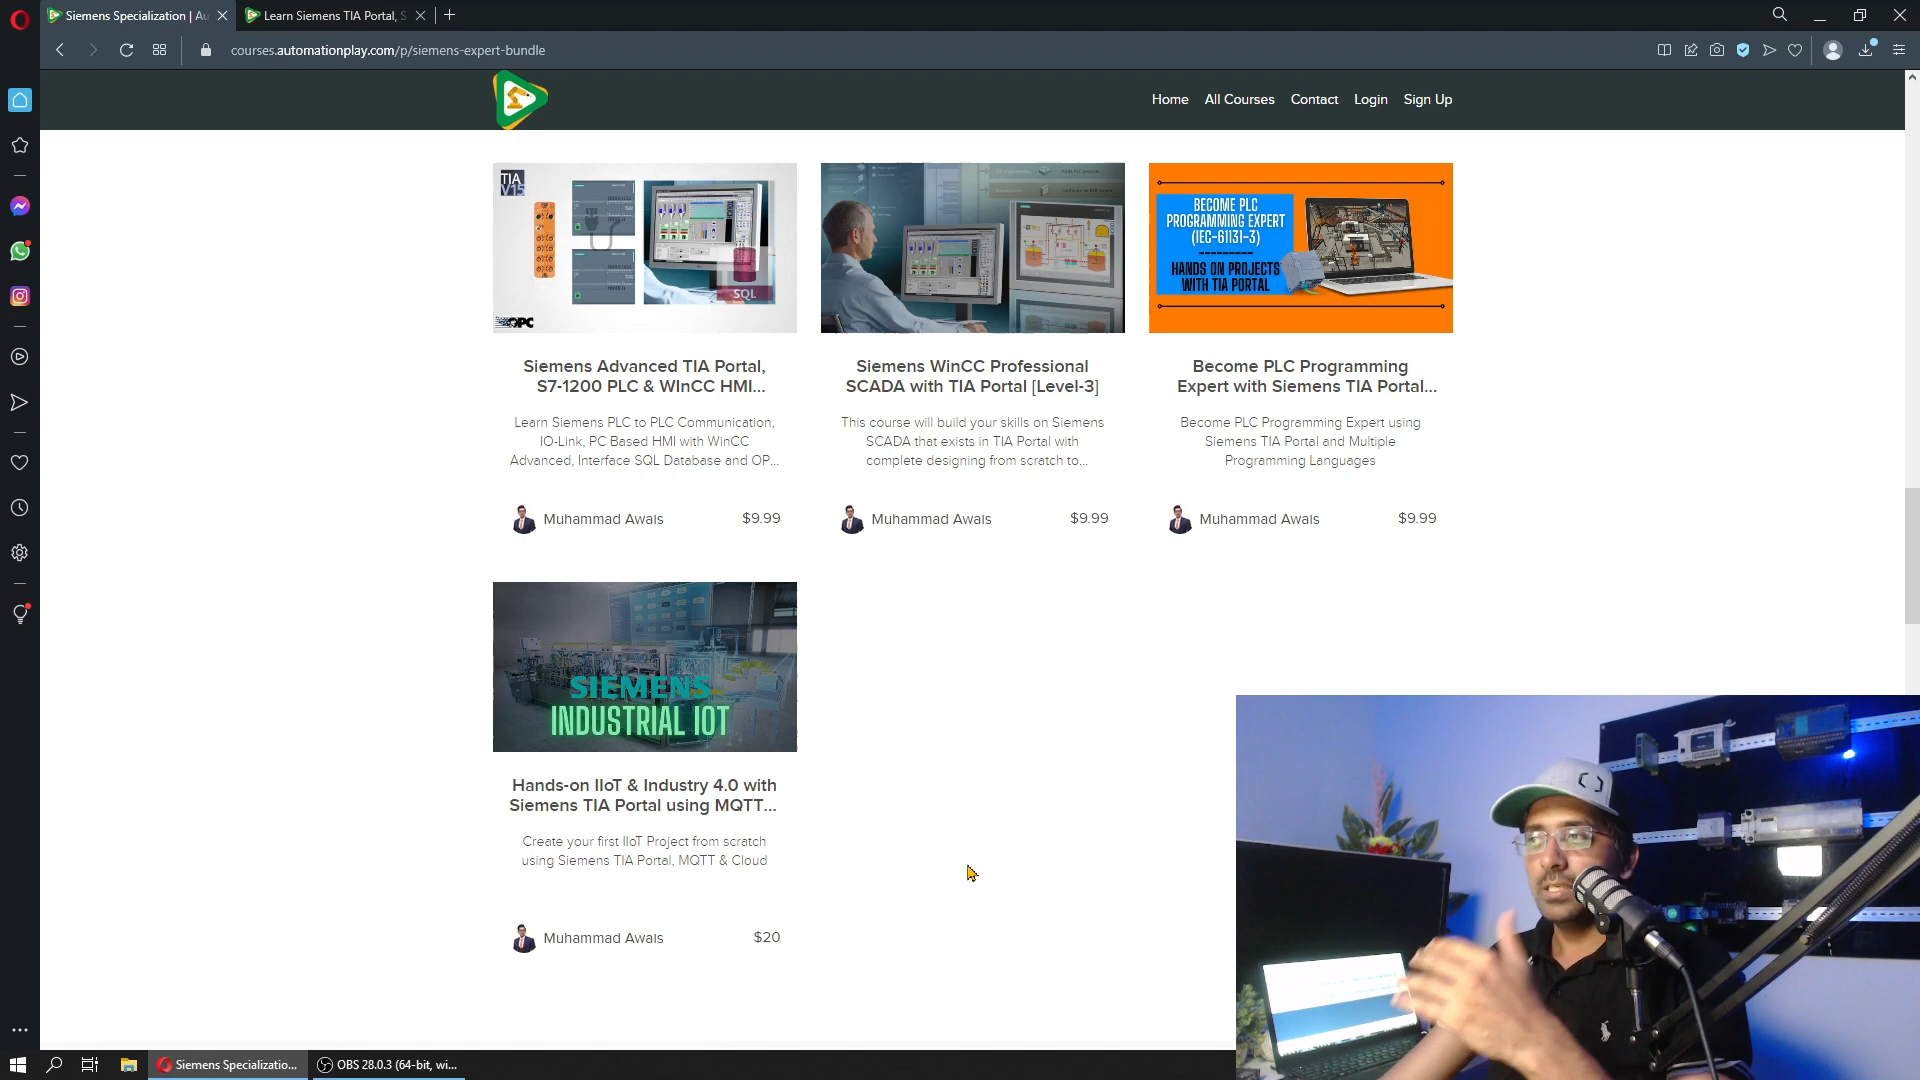 Siemens Specialization | Au
Learn Siemens TIA Portal, S
courses.automationplay.com/p/siemens-expert-bundle
Home All Courses Contact Login Sign Up
TIA
V15
SQL
OPC
BECOME PLC
PROGRAMMING EXPERT
(IEC-61131-3)
HANDS ON PROJECTS
WITH TIA PORTAL
Siemens Advanced TIA Portal,
S7-1200 PLC & WInCC HMI...
Learn Siemens PLC to PLC Communication,
IO-Link, PC Based HMI with WinCC
Advanced, Interface SQL Database and OP...
Muhammad Awais $9.99
Siemens WinCC Professional
SCADA with TIA Portal [Level-3]
This course will build your skills on Siemens
SCADA that exists in TIA Portal with
complete designing from scratch to...
Muhammad Awais $9.99
Become PLC Programming
Expert with Siemens TIA Portal...
Become PLC Programming Expert using
Siemens TIA Portal and Multiple
Programming Languages
Muhammad Awais $9.99
SIEMENS
INDUSTRIAL IOT
Hands-on IIoT & Industry 4.0 with
Siemens TIA Portal using MQTT...
Create your first IIoT Project from scratch
using Siemens TIA Portal, MQTT & Cloud
Muhammad Awais $20
Siemens Specializatio...
OBS 28.0.3 (64-bit, wi...